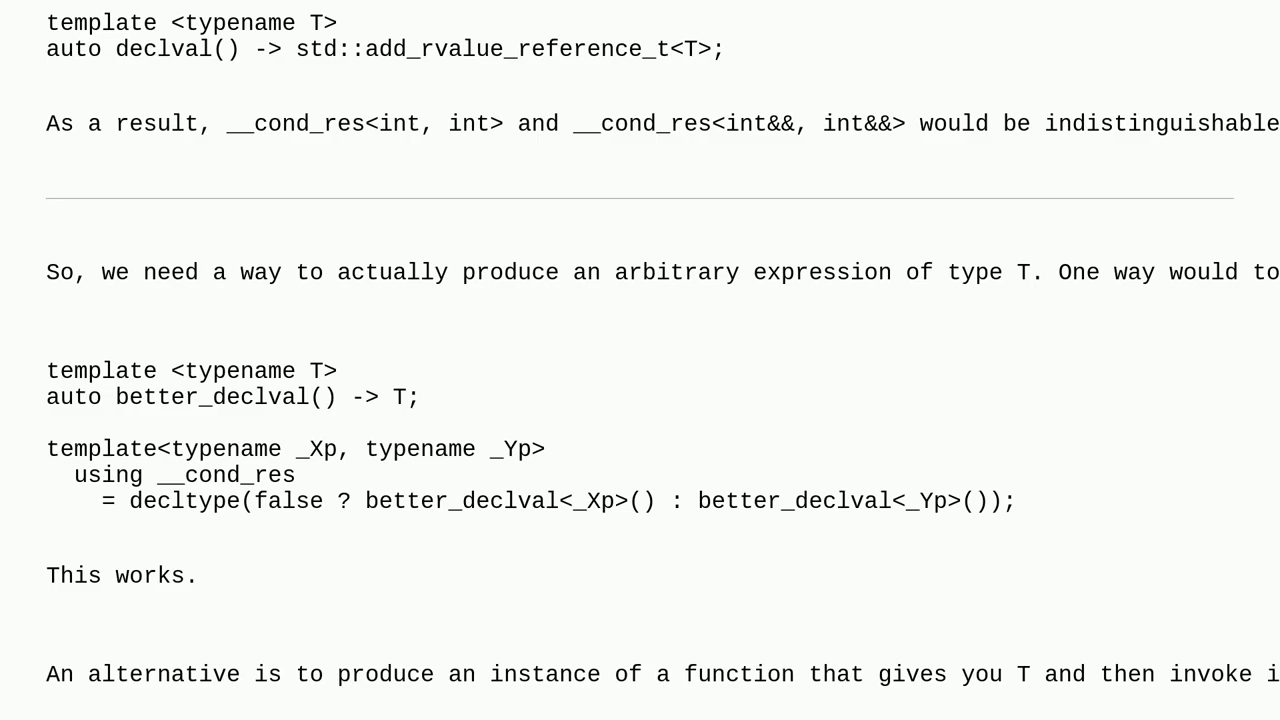 template <typename T>
auto declval() -> std::add_rvalue_reference_t<T>;
As a result, __cond_res<int, int> and __cond_res<int&&, int&&> would be indistinguishable
So, we need a way to actually produce an arbitrary expression of type T. One way would to
template <typename T>
auto better_declval() -> T;
template<typename _Xp, typename _Yp>
  using __cond_res
    = decltype(false ? better_declval<_Xp>() : better_declval<_Yp>());
This works.
An alternative is to produce an instance of a function that gives you T and then invoke i